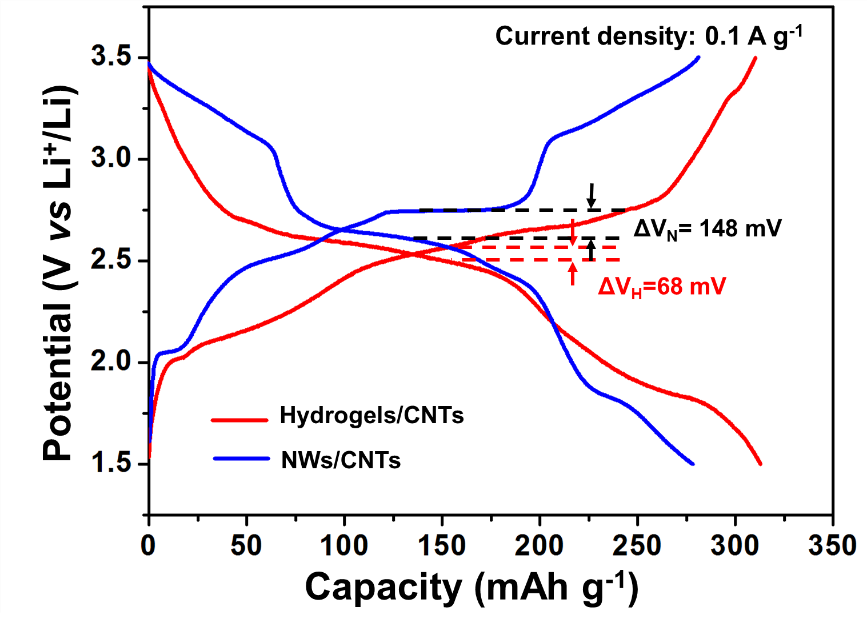 Current density: 0.1 A g⁻¹
Potential (V vs Li⁺/Li)
3.5
3.0
2.5
2.0
1.5
ΔV_N= 148 mV
ΔV_H=68 mV
Hydrogels/CNTs
NWs/CNTs
0 50 100 150 200 250 300 350
Capacity (mAh g⁻¹)